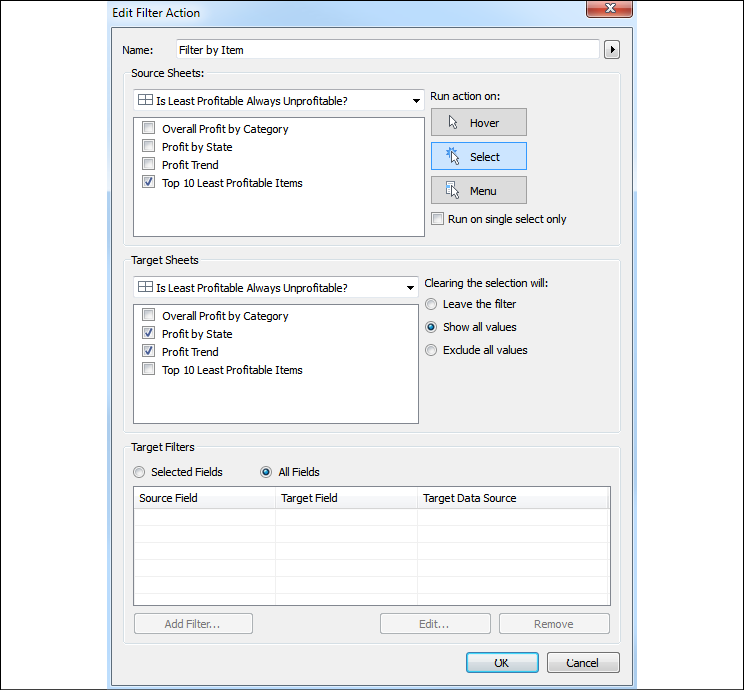 Edit Filter Action
Name: Filter by Item
Source Sheets:
Is Least Profitable Always Unprofitable?
Overall Profit by Category
Profit by State
Profit Trend
Top 10 Least Profitable Items
Run action on:
Hover
Select
Menu
Run on single select only
Target Sheets
Is Least Profitable Always Unprofitable?
Overall Profit by Category
Profit by State
Profit Trend
Top 10 Least Profitable Items
Clearing the selection will:
Leave the filter
Show all values
Exclude all values
Target Filters
Selected Fields All Fields
Source Field Target Field Target Data Source
Add Filter... Edit... Remove
OK Cancel